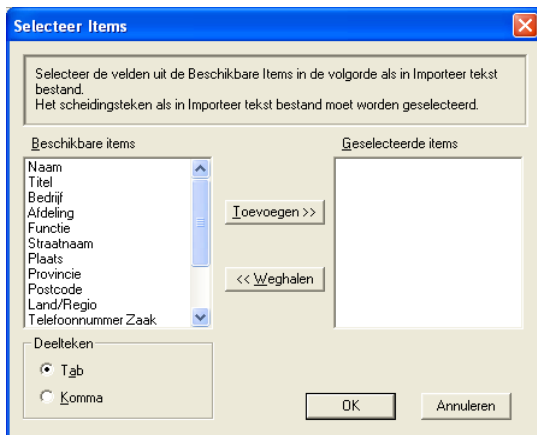 Selecteer Items
Selecteer de velden uit de Beschikbare Items in de volgorde als in Importeer tekst
bestand.
Het scheidingsteken als in Importeer tekst bestand moet worden geselecteerd.
Beschikbare items
Geselecteerde items
Naam
Titel
Bedrijf
Afdeling
Functie
Straatnaam
Plaats
Provincie
Postcode
Land/Regio
Telefoonnummer Zaak
Toevoegen >>
<< Weghalen
Deelteken
Tab
Komma
OK
Annuleren